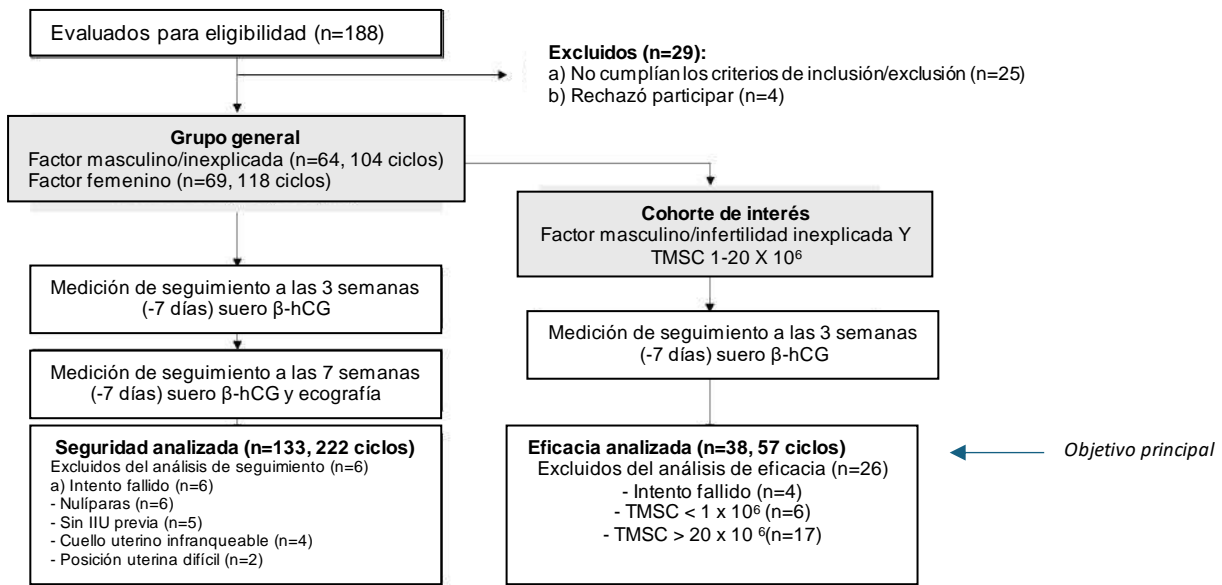 Evaluados para eligibilidad (n=188)
Excluidos (n=29):
a) No cumplían los criterios de inclusión/exclusión (n=25)
b) Rechazó participar (n=4)
Grupo general
Factor masculino/inexplicada (n=64, 104 ciclos)
Factor femenino (n=69, 118 ciclos)
Cohorte de interés
Factor masculino/infertilidad inexplicada Y
TMSC 1-20 X 10⁶
Medición de seguimiento a las 3 semanas
(-7 días) suero β-hCG
Medición de seguimiento a las 7 semanas
(-7 días) suero β-hCG y ecografía
Medición de seguimiento a las 3 semanas
(-7 días) suero β-hCG
Seguridad analizada (n=133, 222 ciclos)
Excluidos del análisis de seguimiento (n=6)
a) Intento fallido (n=6)
- Nulíparas (n=6)
- Sin IIU previa (n=5)
- Cuello uterino infranqueable (n=4)
- Posición uterina difícil (n=2)
Eficacia analizada (n=38, 57 ciclos)
Excluidos del análisis de eficacia (n=26)
- Intento fallido (n=4)
- TMSC < 1 x 10⁶ (n=6)
- TMSC > 20 x 10 ⁶(n=17)
Objetivo principal